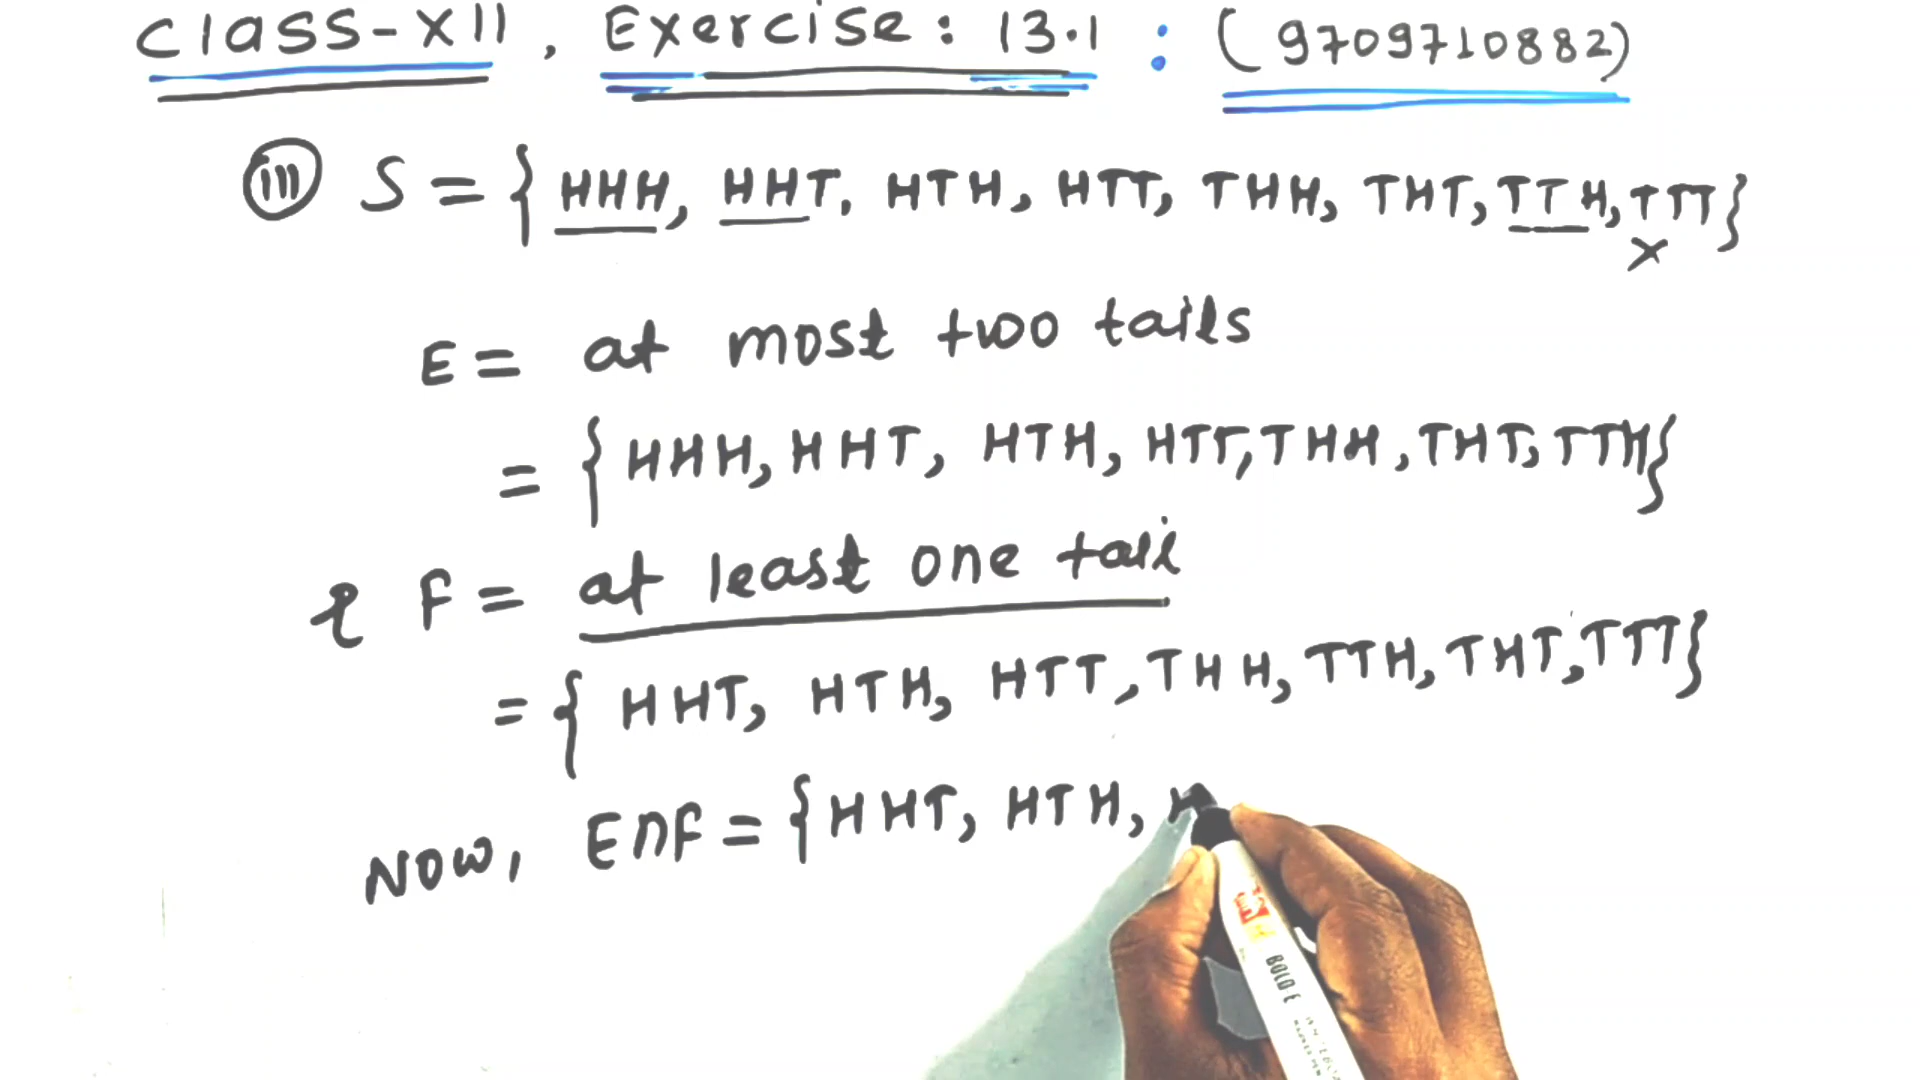 Class-XII, Exercise: 13.1 : (9709710882)
(iii) S = { HHH, HHT, HTH, HTT, THH, THT, TTH, TTT}
x
E = at most two tails
= { HHH, HHT, HTH, HTT, THH, THT, TTH}
& F = at least one tail
= { HHT, HTH, HTT, THH, TTH, THT, TTT}
Now, E∩F = { HHT, HTH, H
BOLD E